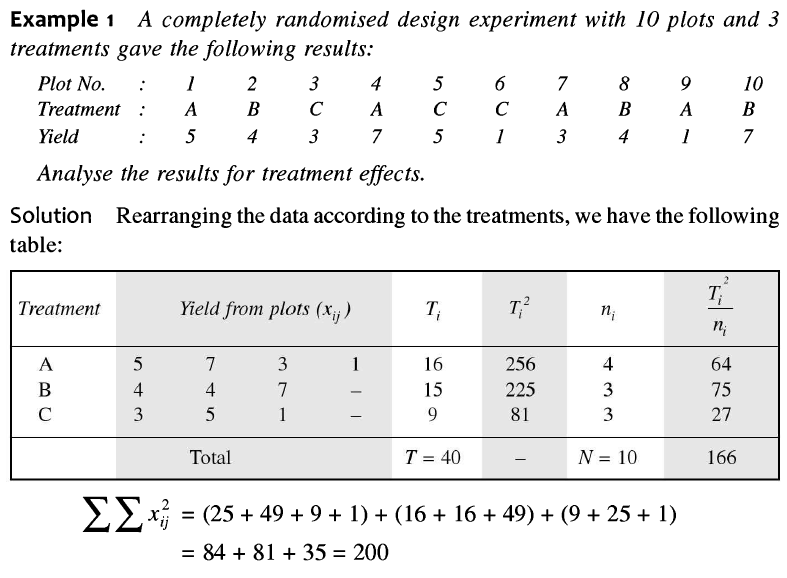 Example 1 A completely randomised design experiment with 10 plots and 3
treatments gave the following results:
Plot No. : 1 2 3 4 5 6 7 8 9 10
Treatment : A B C A C C A B A B
Yield : 5 4 3 7 5 1 3 4 1 7
Analyse the results for treatment effects.
Solution Rearranging the data according to the treatments, we have the following
table:
Treatment Yield from plots (x_{ij}) T_i T_i^2 n_i T_i^2/n_i
A 5 7 3 1 16 256 4 64
B 4 4 7 – 15 225 3 75
C 3 5 1 – 9 81 3 27
Total T = 40 – N = 10 166
∑∑x_{ij}^2 = (25 + 49 + 9 + 1) + (16 + 16 + 49) + (9 + 25 + 1)
= 84 + 81 + 35 = 200